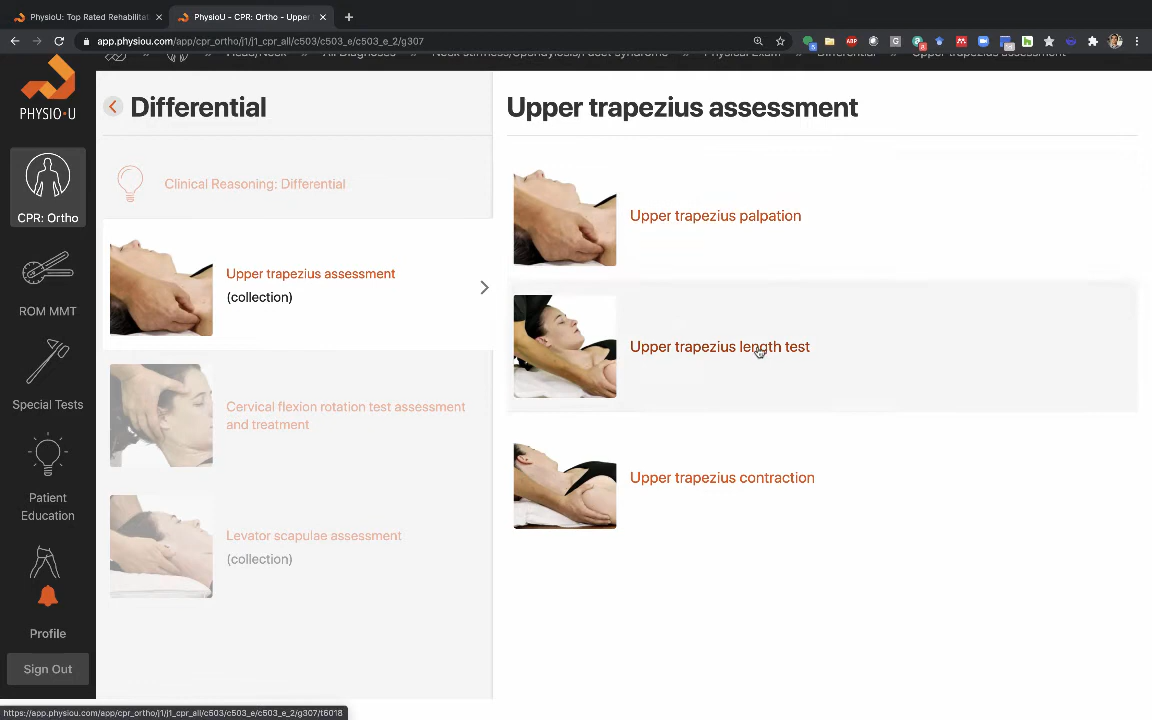 PhysioU: Top Rated Rehabilitat
PhysioU - CPR: Ortho - Upper
app.physiou.com/app/cpr_ortho/j1/j1_cpr_all/c503/c503_e/c503_e_2/g307
PHYSIO·U
CPR: Ortho
ROM MMT
Special Tests
Patient
Education
Profile
Sign Out
Differential
Clinical Reasoning: Differential
Upper trapezius assessment
(collection)
Cervical flexion rotation test assessment
and treatment
Levator scapulae assessment
(collection)
Upper trapezius assessment
Upper trapezius palpation
Upper trapezius length test
Upper trapezius contraction
https://app.physiou.com/app/cpr_ortho/j1/j1_cpr_all/c503/c503_e/c503_e_2/g307/t6018